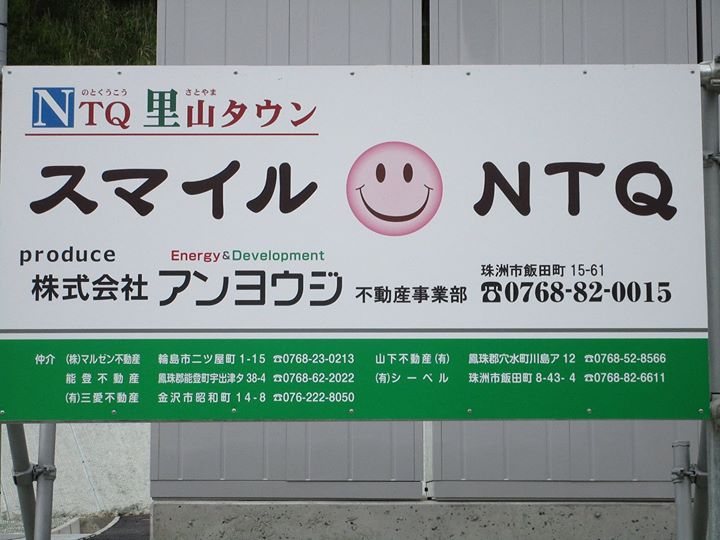 のとくうこう さとやま
NTQ 里山タウン
スマイル NTQ
produce
Energy&Development
株式会社 アンヨウジ 不動産事業部
珠洲市飯田町 15-61
☎0768-82-0015
仲介 (株)マルゼン不動産 輪島市二ツ屋町1-15 ☎0768-23-0213
能登不動産 鳳珠郡能登町宇出津タ38-4 ☎0768-62-2022
(有)三愛不動産 金沢市昭和町14-8 ☎076-222-8050
山下不動産(有) 鳳珠郡穴水町川島ア12 ☎0768-52-8566
(有)シーベル 珠洲市飯田町8-43-4 ☎0768-82-6611